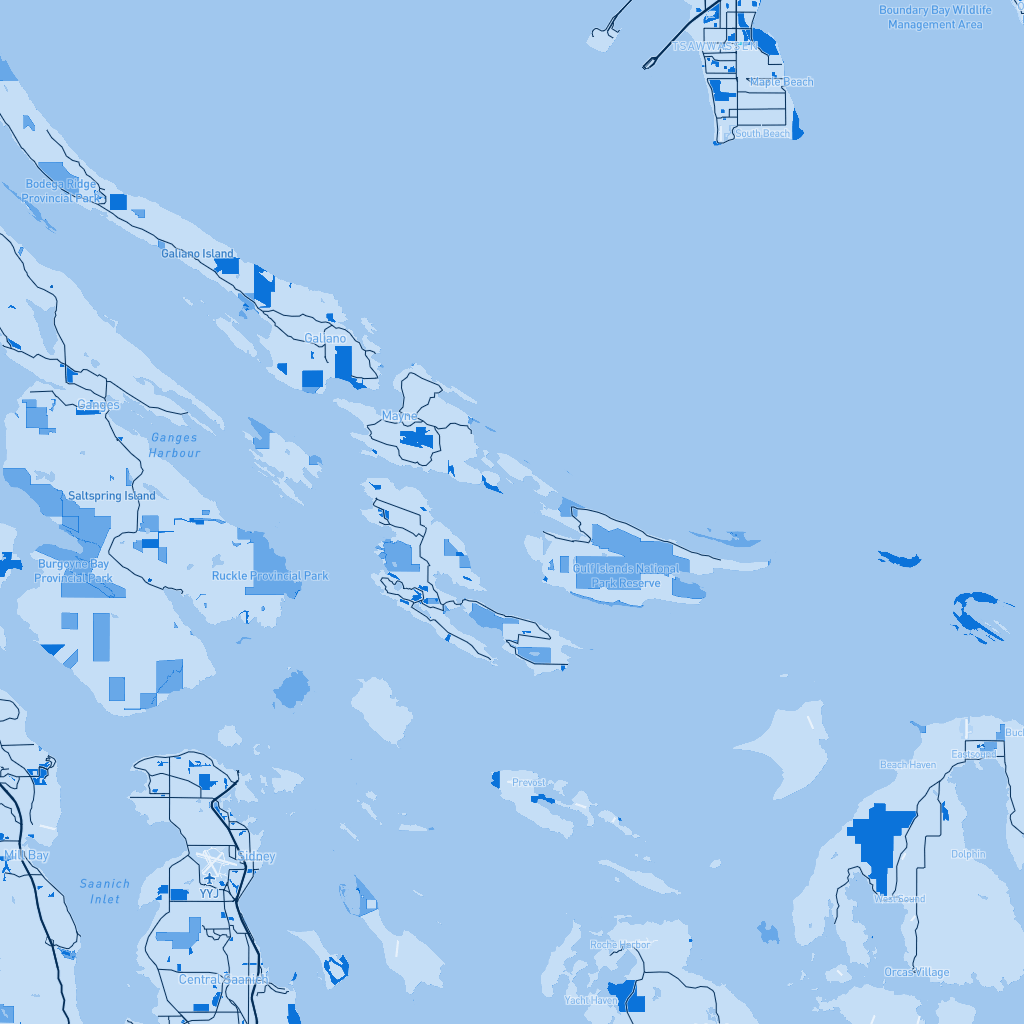 Boundary Bay Wildlife
Management Area
TSAWWASSEN
Maple Beach
South Beach
Bodega Ridge
Provincial Park
Galiano Island
Galiano
Mayne
Ganges
Ganges
Harbour
Saltspring Island
Burgoyne Bay
Provincial Park
Ruckle Provincial Park
Gulf Islands National
Park Reserve
Eastsound
Beach Haven
Prevost
Mill Bay
Sidney
YYJ
Saanich
Inlet
Dolphin
West Sound
Roche Harbor
Orcas Village
Central Saanich
Yacht Haven